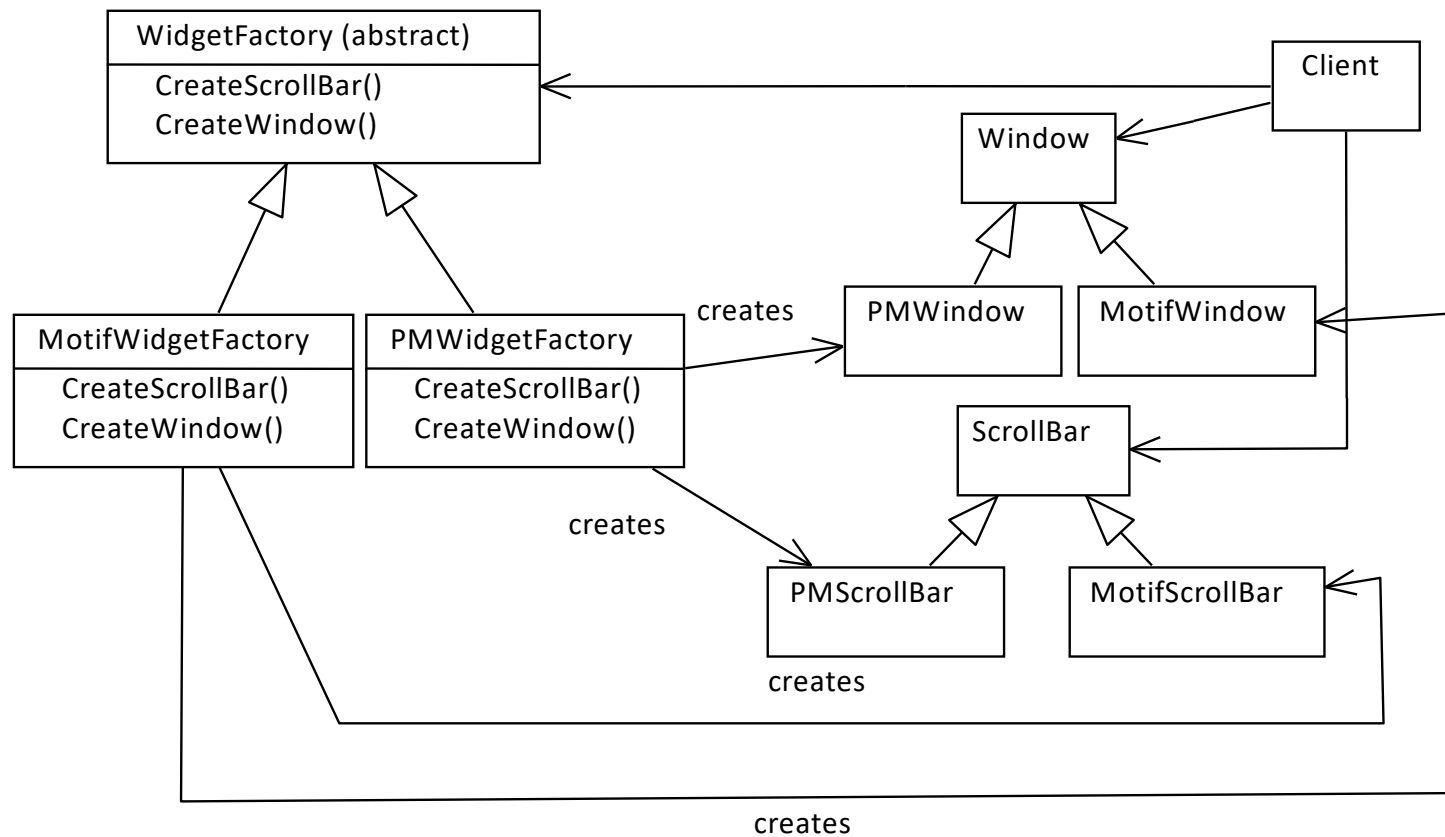 WidgetFactory (abstract)
CreateScrollBar()
CreateWindow()
Client
Window
creates
PMWindow
MotifWindow
MotifWidgetFactory
CreateScrollBar()
CreateWindow()
PMWidgetFactory
CreateScrollBar()
CreateWindow()
ScrollBar
creates
PMScrollBar
MotifScrollBar
creates
creates